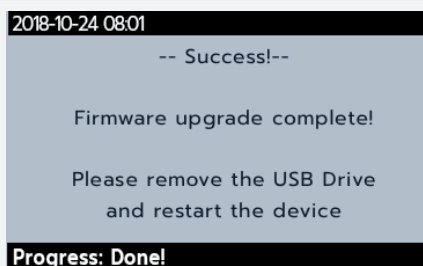 2018-10-24 08:01
-- Success!--
Firmware upgrade complete!
Please remove the USB Drive
and restart the device
Progress: Done!